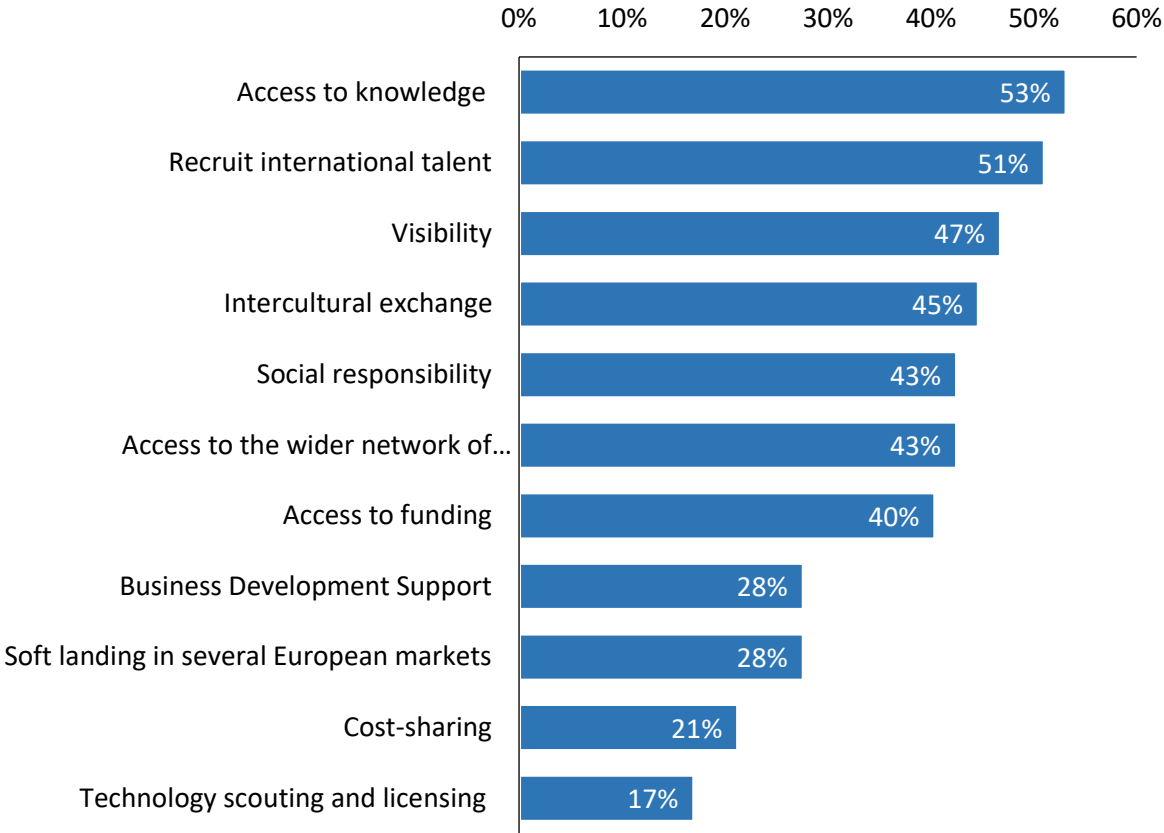 0% 10% 20% 30% 40% 50% 60%
Access to knowledge 53%
Recruit international talent 51%
Visibility 47%
Intercultural exchange 45%
Social responsibility 43%
Access to the wider network of… 43%
Access to funding 40%
Business Development Support 28%
Soft landing in several European markets 28%
Cost-sharing 21%
Technology scouting and licensing 17%